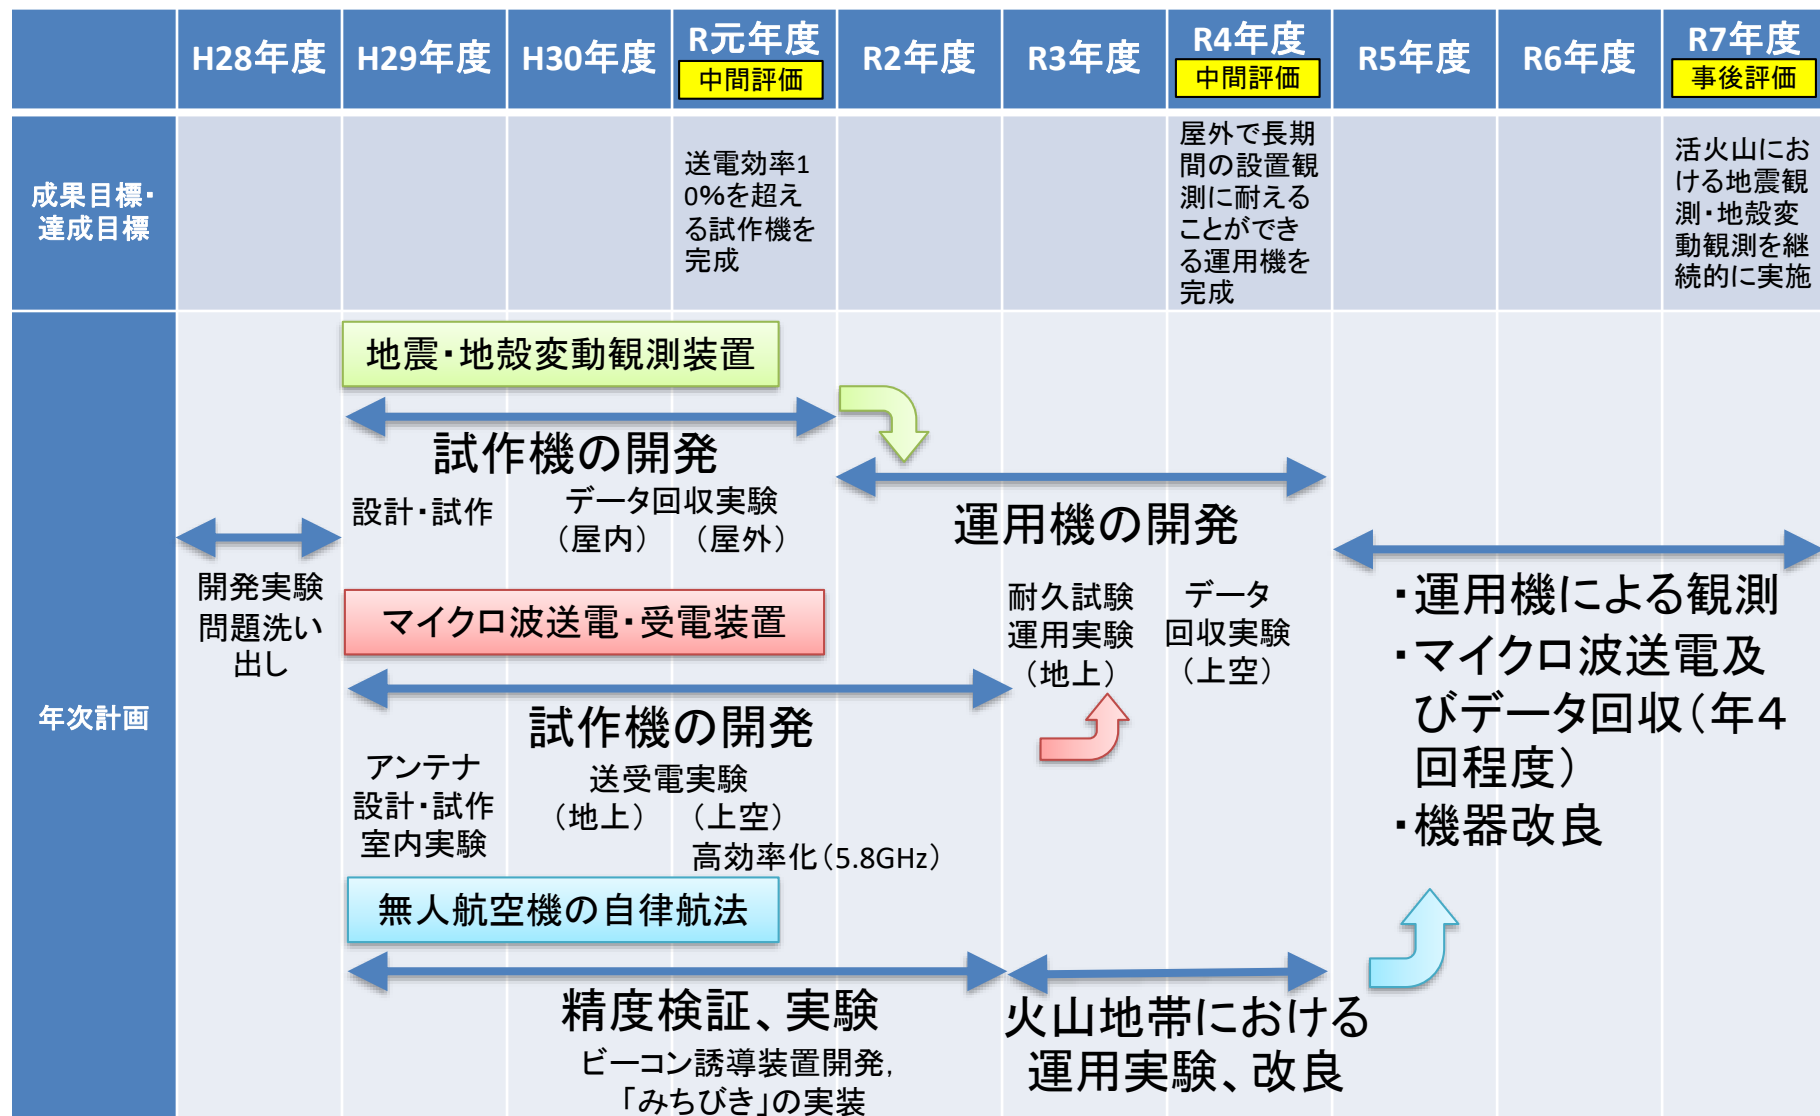 H28年度
H29年度
H30年度
R元年度
中間評価
R2年度
R3年度
R4年度
中間評価
R5年度
R6年度
R7年度
事後評価
成果目標・
達成目標
送電効率1
0%を超え
る試作機を
完成
屋外で長期
間の設置観
測に耐える
ことができ
る運用機を
完成
活火山にお
ける地震観
測・地殻変
動観測を継
続的に実施
年次計画
開発実験
問題洗い
出し
地震・地殻変動観測装置
試作機の開発
設計・試作
データ回収実験
（屋内）　（屋外）
運用機の開発
耐久試験
運用実験
（地上）
データ
回収実験
（上空）
マイクロ波送電・受電装置
試作機の開発
アンテナ
設計・試作
室内実験
送受電実験
（地上）　（上空）
高効率化（5.8GHz）
無人航空機の自律航法
精度検証、実験
ビーコン誘導装置開発,
「みちびき」の実装
火山地帯における
運用実験、改良
・運用機による観測
・マイクロ波送電及
びデータ回収（年４
回程度）
・機器改良